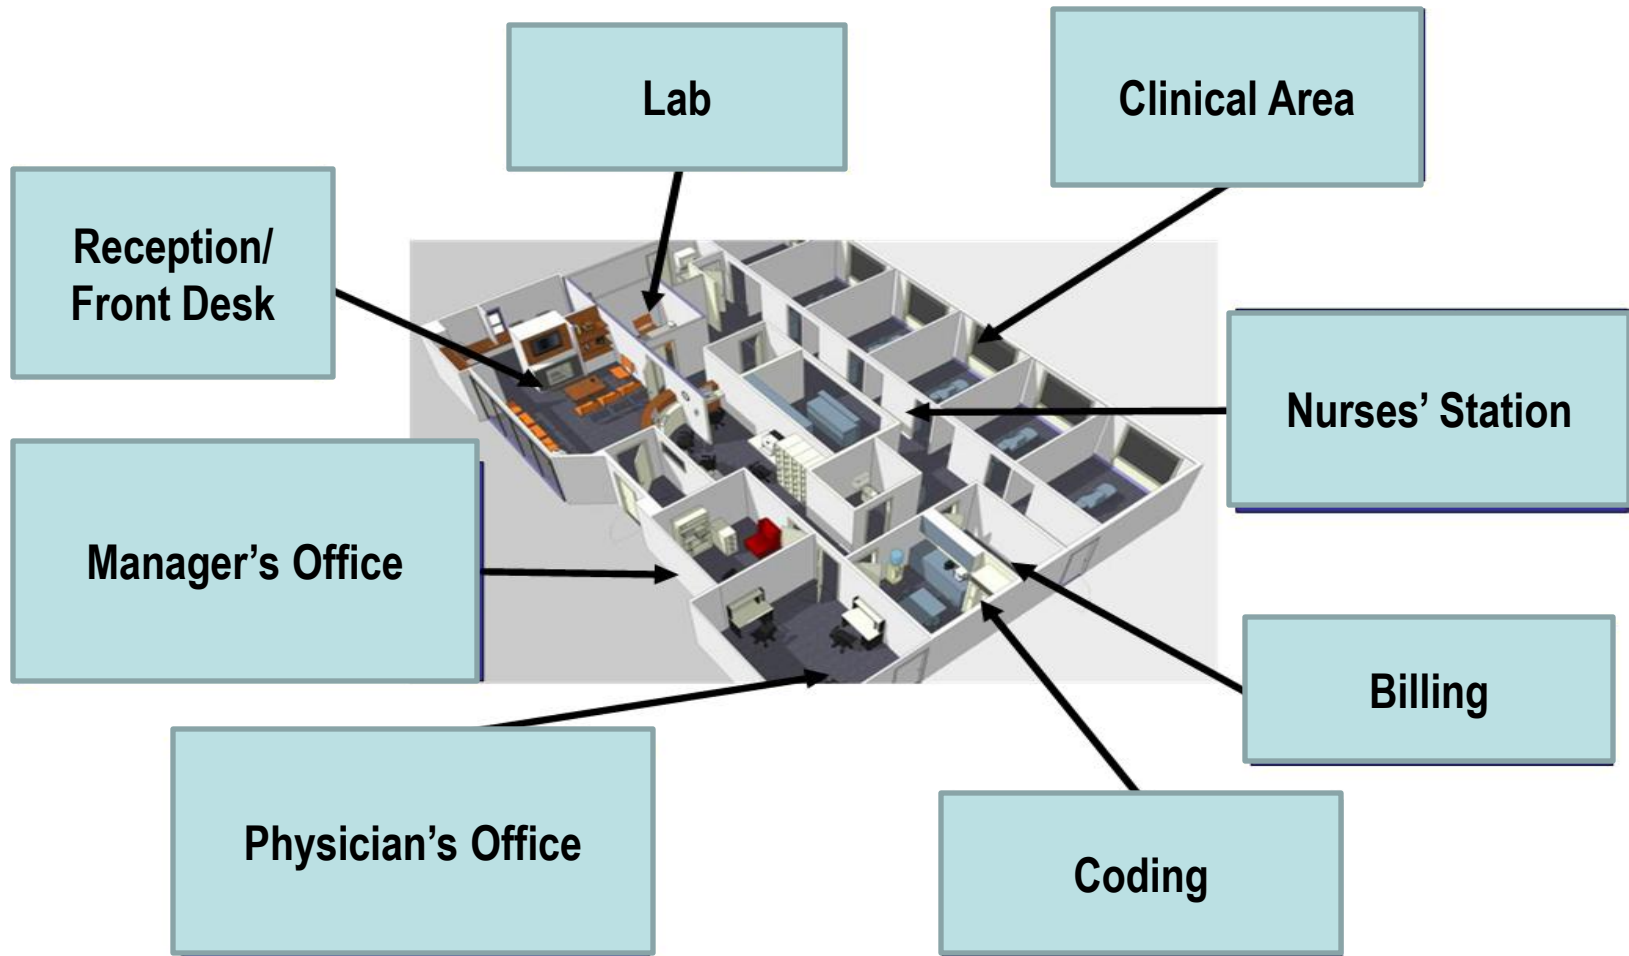 Lab
Clinical Area
Reception/
Front Desk
Nurses’ Station
Manager’s Office
Billing
Physician’s Office
Coding